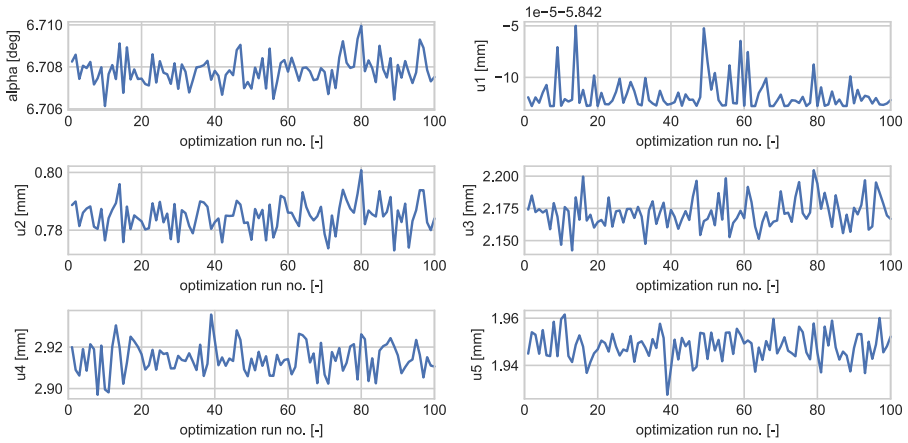 1e-5-5.842
6.710
6.708
6.706
alpha [deg]
0 20 40 60 80 100
optimization run no. [-]
−5
−10
u1 [mm]
0 20 40 60 80 100
optimization run no. [-]
0.80
0.78
u2 [mm]
0 20 40 60 80 100
optimization run no. [-]
2.200
2.175
2.150
u3 [mm]
0 20 40 60 80 100
optimization run no. [-]
2.92
2.90
u4 [mm]
0 20 40 60 80 100
optimization run no. [-]
1.96
1.94
u5 [mm]
0 20 40 60 80 100
optimization run no. [-]